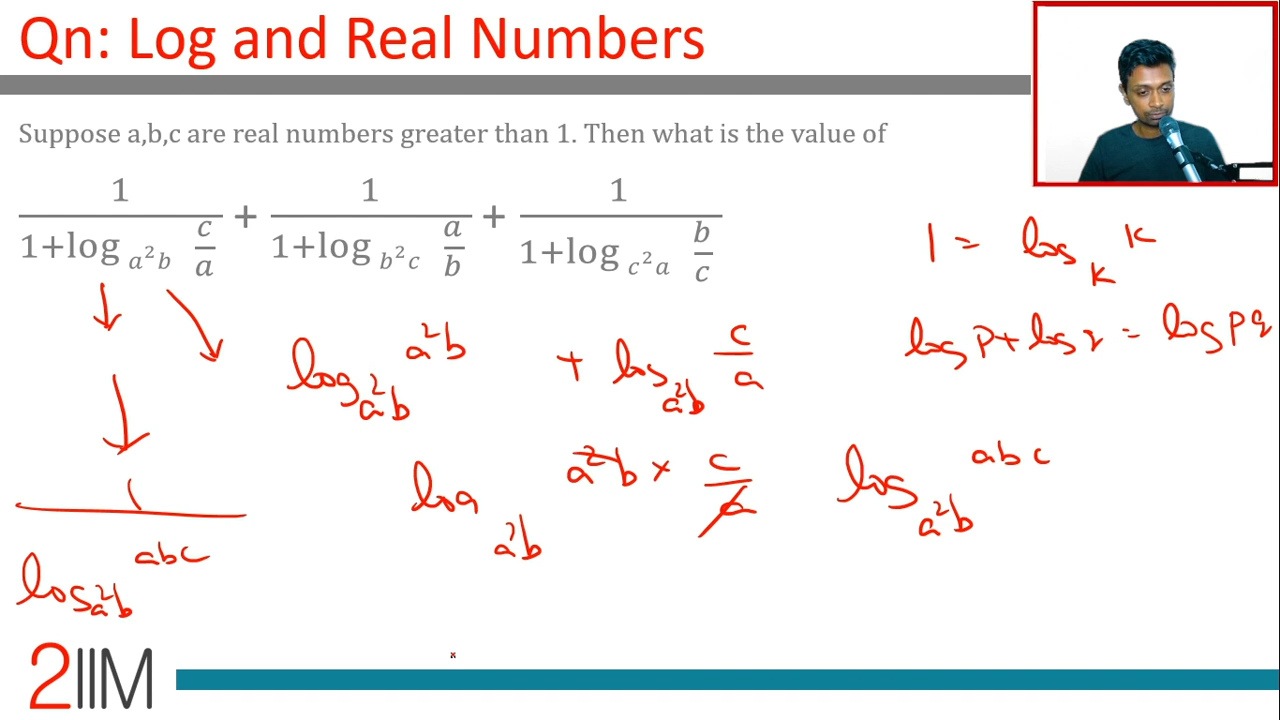 Qn: Log and Real Numbers
Suppose a,b,c are real numbers greater than 1. Then what is the value of
1/(1+log_{a²b} c/a) + 1/(1+log_{b²c} a/b) + 1/(1+log_{c²a} b/c)
1 = log_k k
log p + log q = log pq
log_{a²b} a²b + log_{a²b} c/a
log_{a²b} a²b × c/a
log_{a²b} abc
1/log_{a²b} abc
2IIM